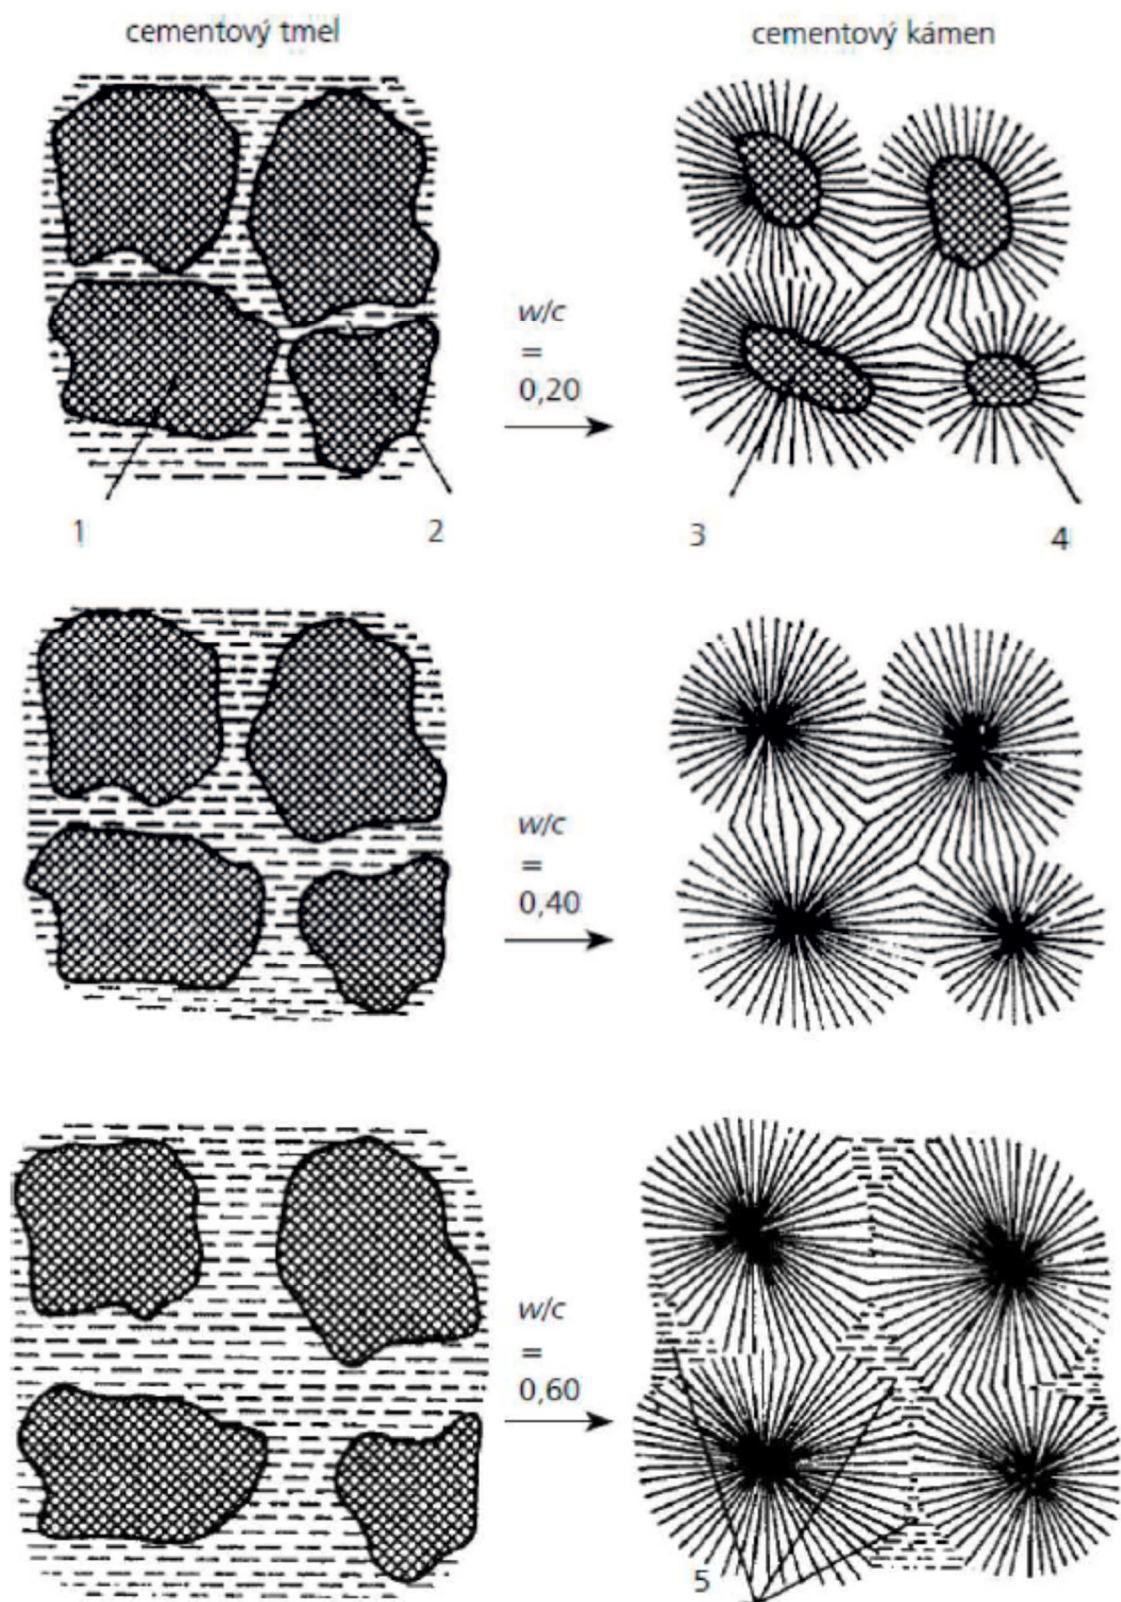 cementový tmel
cementový kámen
w/c
=
0,20
1
2
3
4
w/c
=
0,40
w/c
=
0,60
5